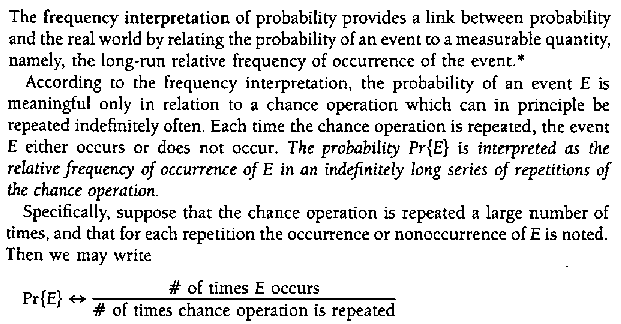 The frequency interpretation of probability provides a link between probability
and the real world by relating the probability of an event to a measurable quantity,
namely, the long-run relative frequency of occurrence of the event.*
According to the frequency interpretation, the probability of an event E is
meaningful only in relation to a chance operation which can in principle be
repeated indefinitely often. Each time the chance operation is repeated, the event
E either occurs or does not occur. The probability Pr{E} is interpreted as the
relative frequency of occurrence of E in an indefinitely long series of repetitions of
the chance operation.
Specifically, suppose that the chance operation is repeated a large number of
times, and that for each repetition the occurrence or nonoccurrence of E is noted.
Then we may write
Pr{E} ↔ # of times E occurs
# of times chance operation is repeated